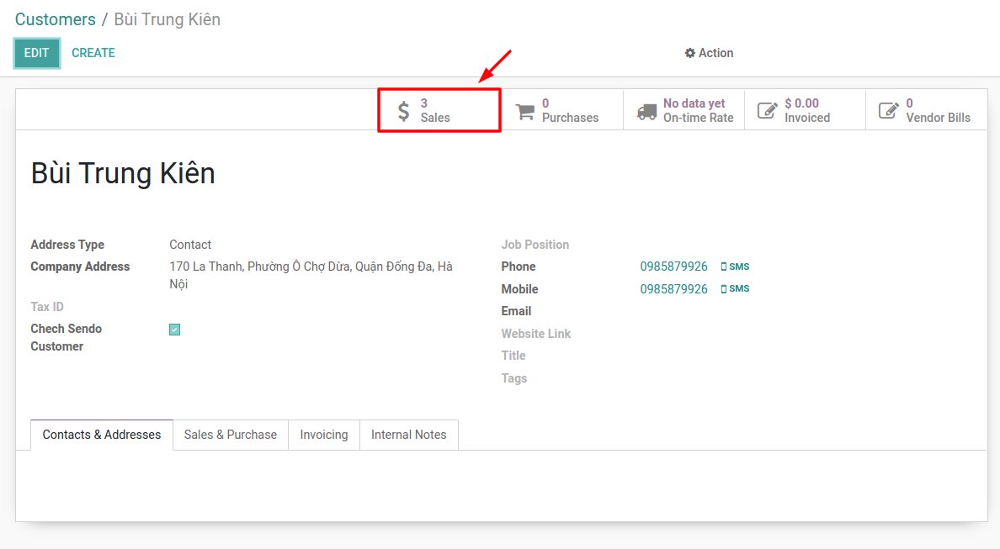 Customers / Bùi Trung Kiên
EDIT CREATE Action
3 Sales
0 Purchases
No data yet On-time Rate
$ 0.00 Invoiced
0 Vendor Bills
Bùi Trung Kiên
Address Type Contact
Company Address 170 La Thanh, Phường Ô Chợ Dừa, Quận Đống Đa, Hà
Nội
Tax ID
Chech Sendo
Customer
Job Position
Phone 0985879926 SMS
Mobile 0985879926 SMS
Email
Website Link
Title
Tags
Contacts & Addresses Sales & Purchase Invoicing Internal Notes